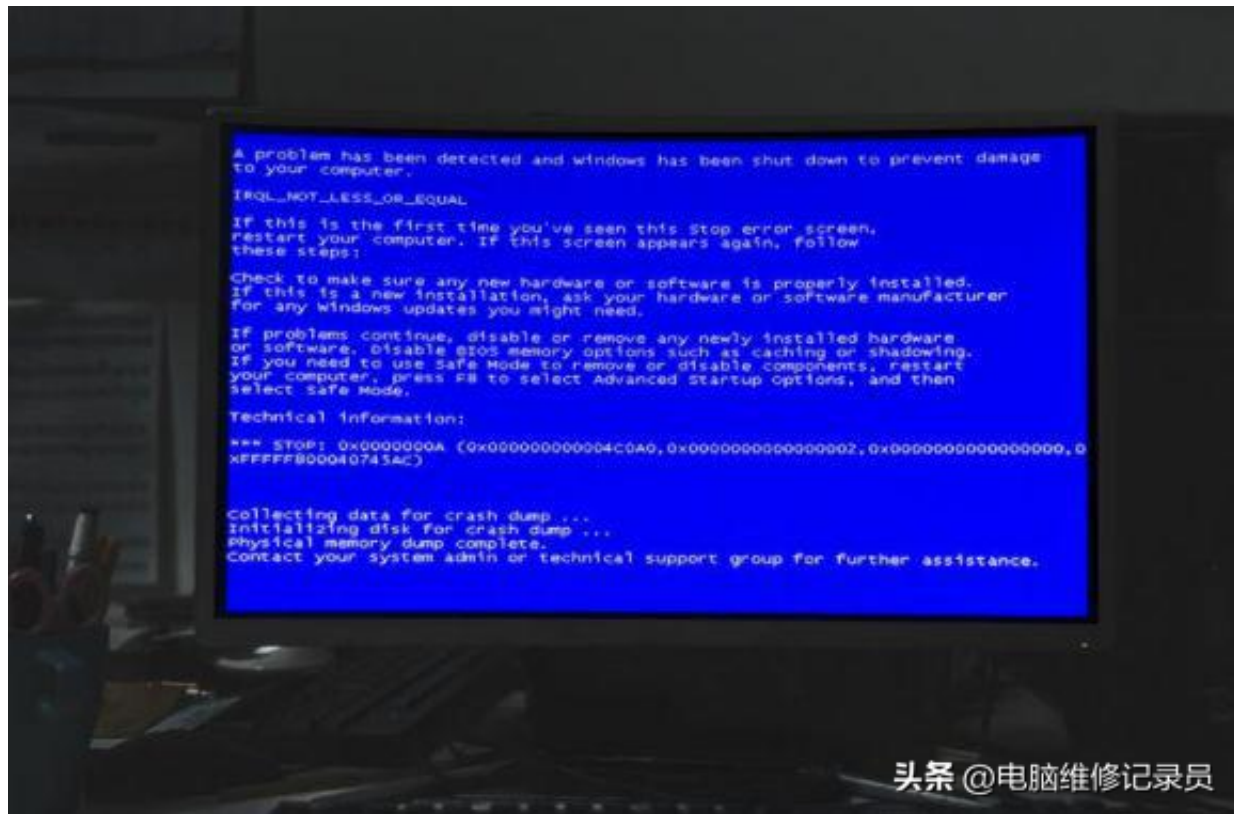 A problem has been detected and windows has been shut down to prevent damage
to your computer.
IRQL_NOT_LESS_OR_EQUAL
If this is the first time you've seen this Stop error screen,
restart your computer. If this screen appears again, follow
these steps:
Check to make sure any new hardware or software is properly installed.
If this is a new installation, ask your hardware or software manufacturer
for any Windows updates you might need.
If problems continue, disable or remove any newly installed hardware
or software. Disable BIOS memory options such as caching or shadowing.
If you need to use Safe Mode to remove or disable components, restart
your computer, press F8 to select Advanced Startup Options, and then
select Safe Mode.
Technical information:
*** STOP: 0x0000000A (0x000000000004C0A0,0x0000000000000002,0x0000000000000000,0
xFFFFF800040745AC)
Collecting data for crash dump ...
Initializing disk for crash dump ...
Physical memory dump complete.
Contact your system admin or technical support group for further assistance.
头条 @电脑维修记录员